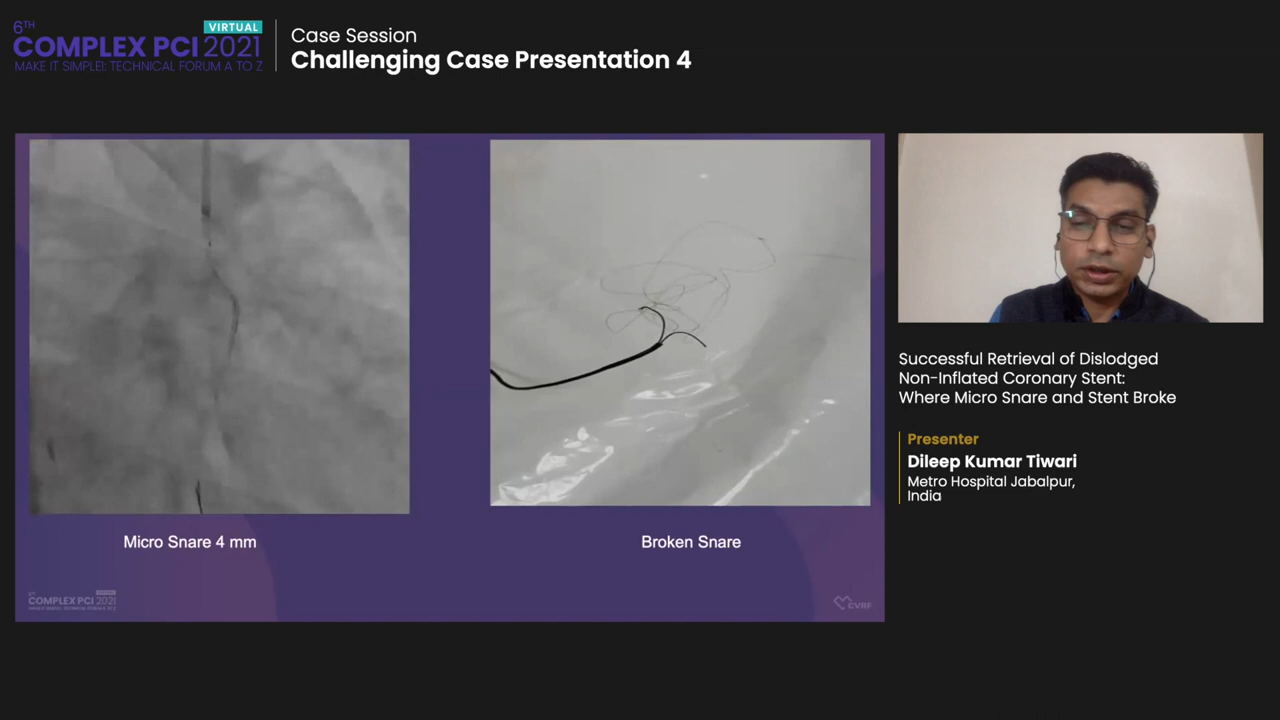 6TH
VIRTUAL
COMPLEX PCI 2021
MAKE IT SIMPLE!: TECHNICAL FORUM A TO Z
Case Session
Challenging Case Presentation 4
Micro Snare 4 mm
Broken Snare
COMPLEX PCI 2021
CVRF
Successful Retrieval of Dislodged
Non-Inflated Coronary Stent:
Where Micro Snare and Stent Broke
Presenter
Dileep Kumar Tiwari
Metro Hospital Jabalpur,
India